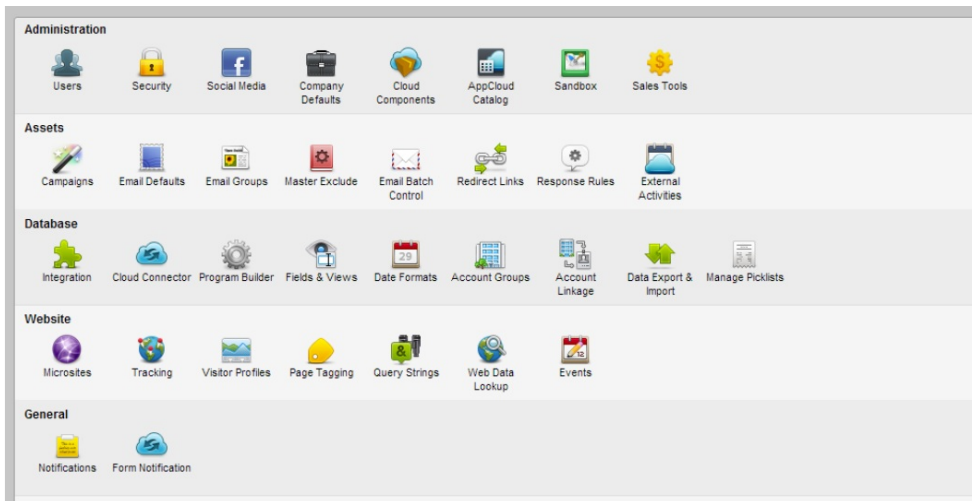 Administration
Users Security Social Media Company Defaults Cloud Components AppCloud Catalog Sandbox Sales Tools
Assets
Campaigns Email Defaults Email Groups Master Exclude Email Batch Control Redirect Links Response Rules External Activities
Database
29
Integration Cloud Connector Program Builder Fields & Views Date Formats Account Groups Account Linkage Data Export & Import Manage Picklists
Website
&
12
Microsites Tracking Visitor Profiles Page Tagging Query Strings Web Data Lookup Events
General
Notifications Form Notification